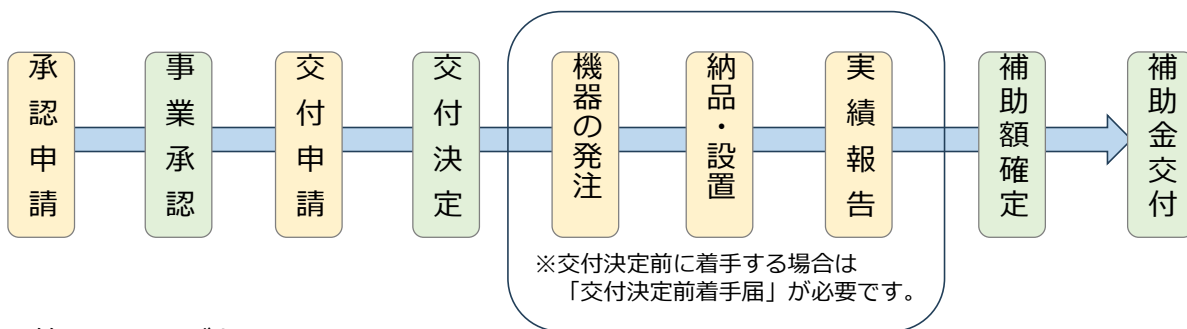 承認申請
事業承認
交付申請
交付決定
機器の発注
納品・設置
実績報告
補助額確定
補助金交付
※交付決定前に着手する場合は
「交付決定前着手届」が必要です。